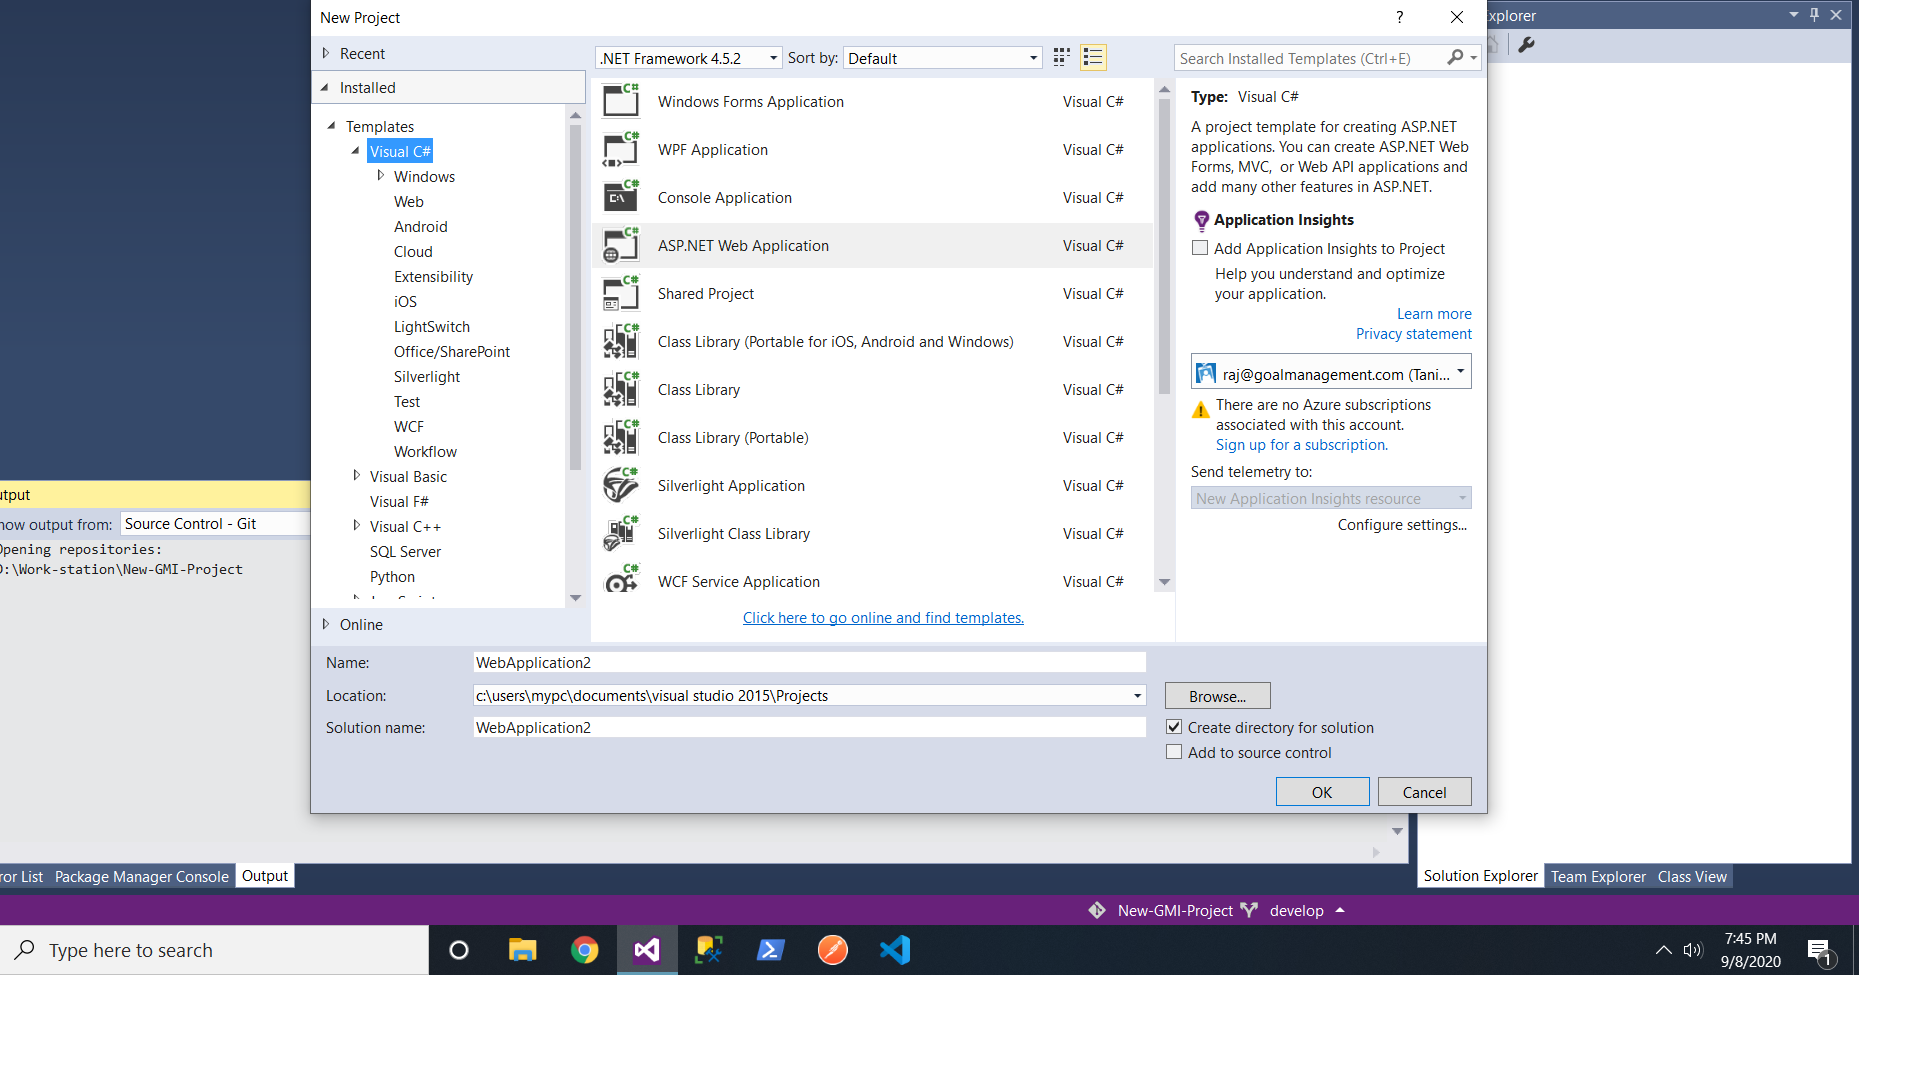 New Project
?
xplorer
Recent
.NET Framework 4.5.2
Sort by:
Default
Search Installed Templates (Ctrl+E)
Installed
Templates
Visual C#
Windows
Web
Android
Cloud
Extensibility
iOS
LightSwitch
Office/SharePoint
Silverlight
Test
WCF
Workflow
Visual Basic
Visual F#
Visual C++
SQL Server
Python
Online
Windows Forms Application Visual C#
WPF Application Visual C#
Console Application Visual C#
ASP.NET Web Application Visual C#
Shared Project Visual C#
Class Library (Portable for iOS, Android and Windows) Visual C#
Class Library Visual C#
Class Library (Portable) Visual C#
Silverlight Application Visual C#
Silverlight Class Library Visual C#
WCF Service Application Visual C#
Click here to go online and find templates.
Type: Visual C#
A project template for creating ASP.NET
applications. You can create ASP.NET Web
Forms, MVC, or Web API applications and
add many other features in ASP.NET.
Application Insights
Add Application Insights to Project
Help you understand and optimize
your application.
Learn more
Privacy statement
raj@goalmanagement.com (Tani...
There are no Azure subscriptions
associated with this account.
Sign up for a subscription.
Send telemetry to:
New Application Insights resource
Configure settings...
Name: WebApplication2
Location: c:\users\mypc\documents\visual studio 2015\Projects
Browse...
Solution name: WebApplication2
Create directory for solution
Add to source control
OK
Cancel
utput
how output from: Source Control - Git
Opening repositories:
D:\Work-station\New-GMI-Project
ror List
Package Manager Console
Output
Solution Explorer
Team Explorer
Class View
New-GMI-Project
develop
Type here to search
7:45 PM
9/8/2020
1